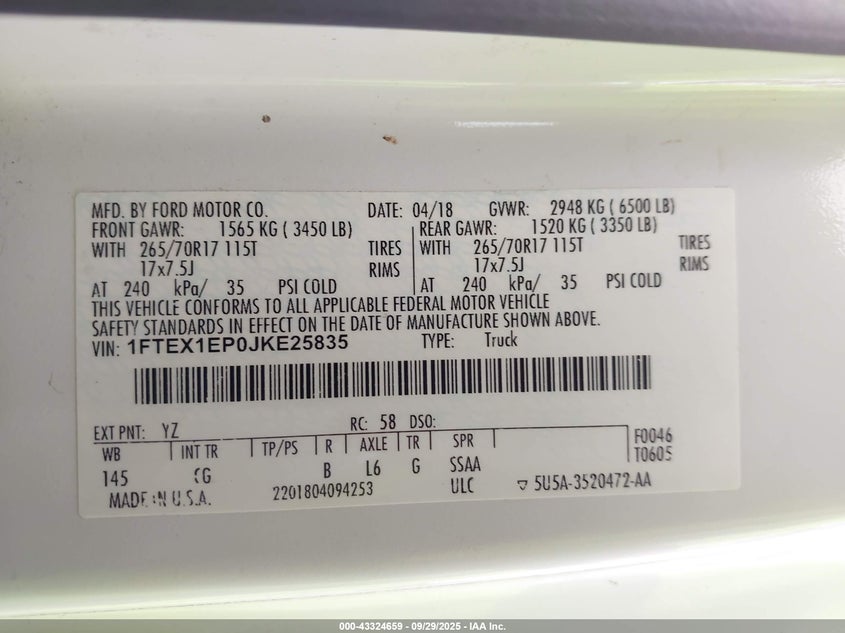 MFD. BY FORD MOTOR CO. DATE: 04/18 GVWR: 2948 KG ( 6500 LB)
FRONT GAWR: 1565 KG ( 3450 LB) REAR GAWR: 1520 KG ( 3350 LB)
WITH 265/70R17 115T TIRES WITH 265/70R17 115T TIRES
17x7.5J RIMS 17x7.5J RIMS
AT 240 kPa/ 35 PSI COLD AT 240 kPa/ 35 PSI COLD
THIS VEHICLE CONFORMS TO ALL APPLICABLE FEDERAL MOTOR VEHICLE
SAFETY STANDARDS IN EFFECT ON THE DATE OF MANUFACTURE SHOWN ABOVE.
VIN: 1FTEX1EP0JKE25835 TYPE: Truck
EXT PNT: YZ RC: 58 DSO:
WB INT TR TP/PS R AXLE TR SPR F0046
145 G B L6 G SSAA T0605
MADE IN U.S.A. 2201804094253 ULC 5U5A-3520472-AA
000-43324659 - 09/29/2025 - IAA Inc.